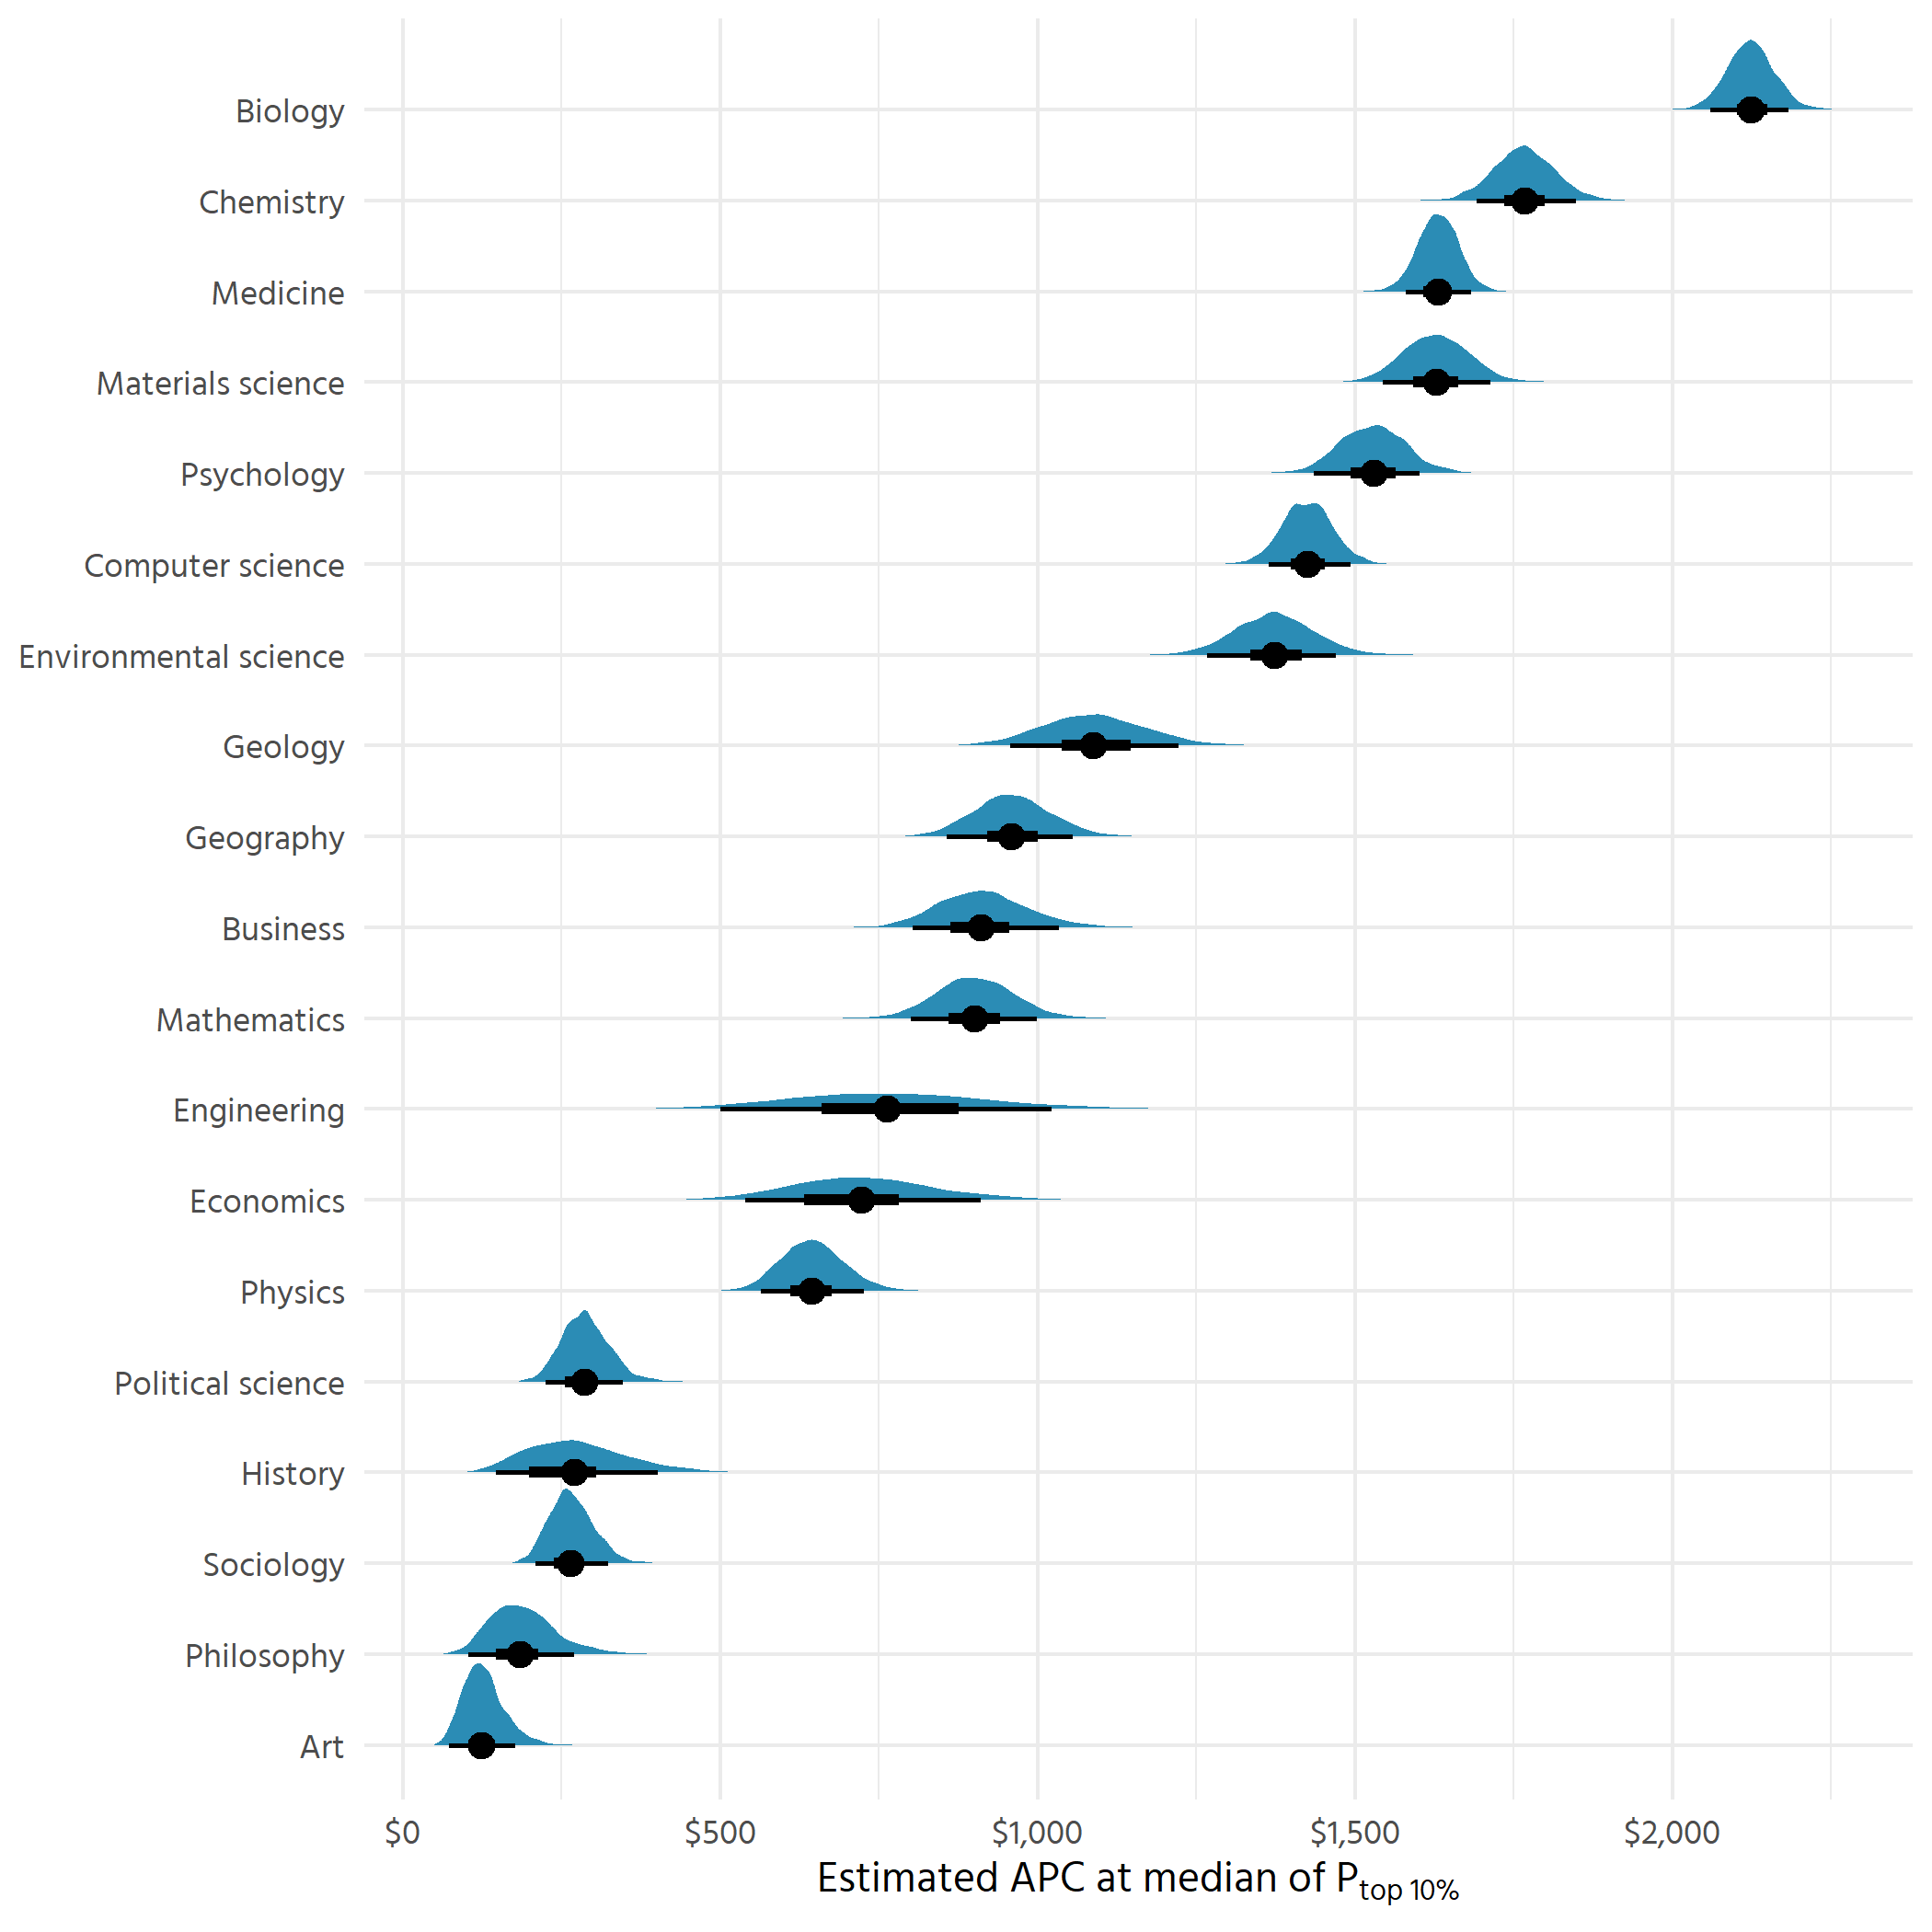 Biology
Chemistry
Medicine
Materials science
Psychology
Computer science
Environmental science
Geology
Geography
Business
Mathematics
Engineering
Economics
Physics
Political science
History
Sociology
Philosophy
Art
$0 $500 $1,000 $1,500 $2,000
Estimated APC at median of P top 10%